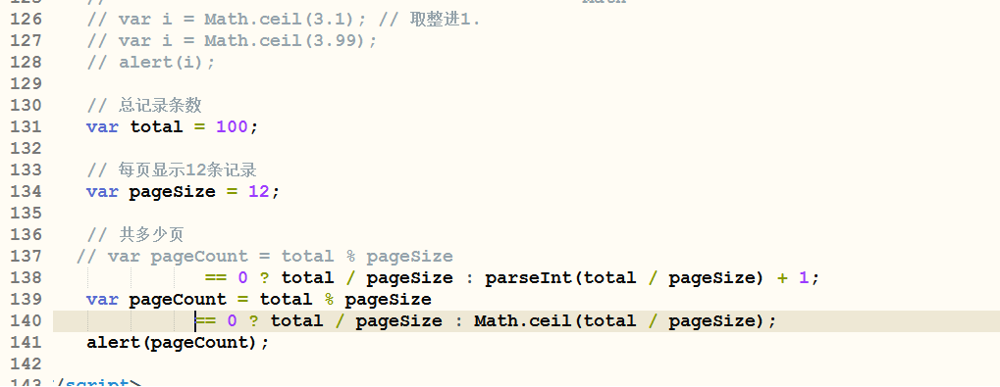 126 // var i = Math.ceil(3.1); // 取整进1.
127 // var i = Math.ceil(3.99);
128 // alert(i);
129
130 // 总记录条数
131 var total = 100;
132
133 // 每页显示12条记录
134 var pageSize = 12;
135
136 // 共多少页
137 // var pageCount = total % pageSize
138 == 0 ? total / pageSize : parseInt(total / pageSize) + 1;
139 var pageCount = total % pageSize
140 == 0 ? total / pageSize : Math.ceil(total / pageSize);
141 alert(pageCount);
142
143 /script>